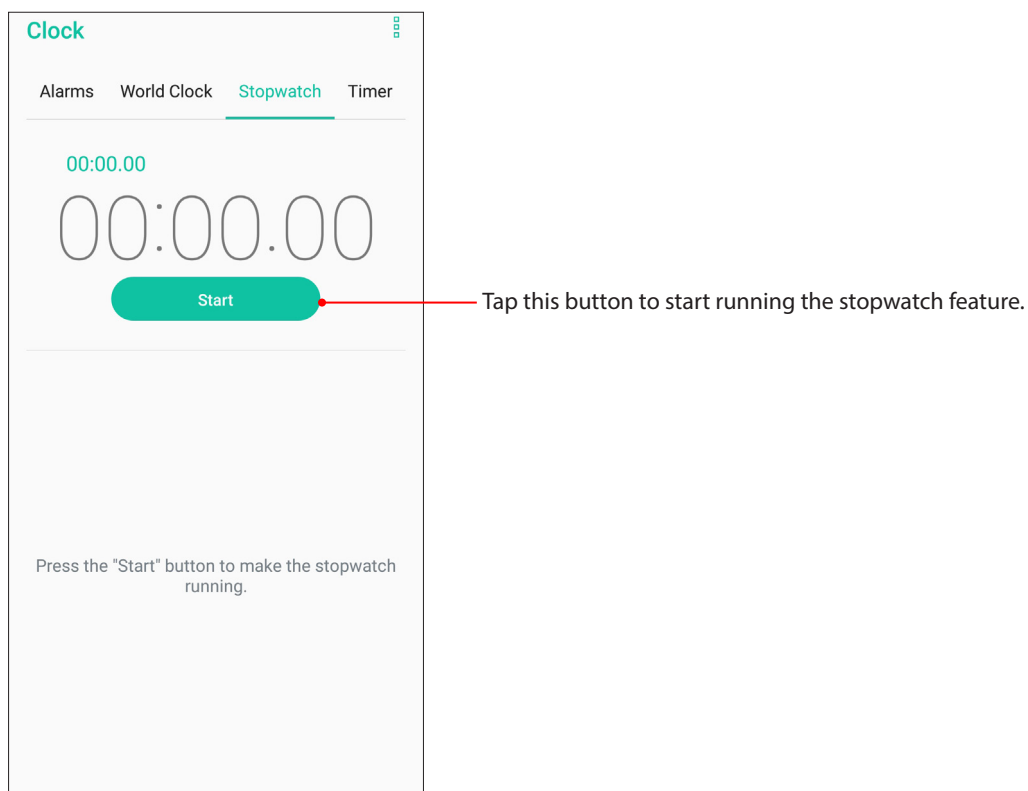 Clock
Alarms World Clock Stopwatch Timer
00:00.00
00:00.00
Start
Tap this button to start running the stopwatch feature.
Press the "Start" button to make the stopwatch
running.